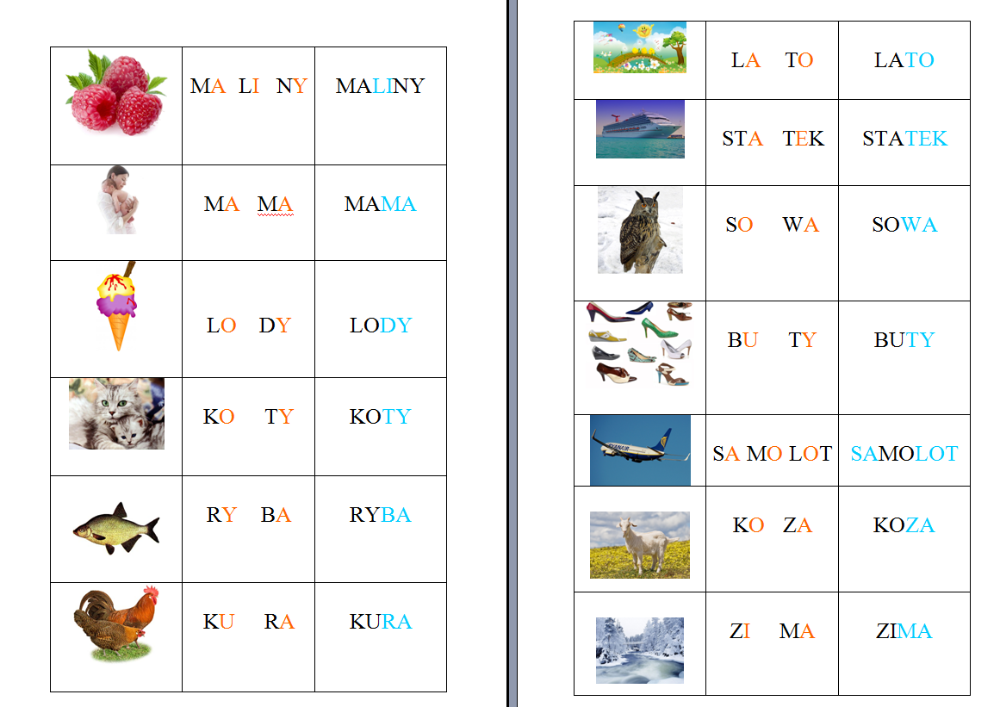 MA LI NY MALINY
MA MA MAMA
LO DY LODY
KO TY KOTY
RY BA RYBA
KU RA KURA
LA TO LATO
STA TEK STATEK
SO WA SOWA
BU TY BUTY
RYANAIR
SA MO LOT SAMOLOT
KO ZA KOZA
ZI MA ZIMA